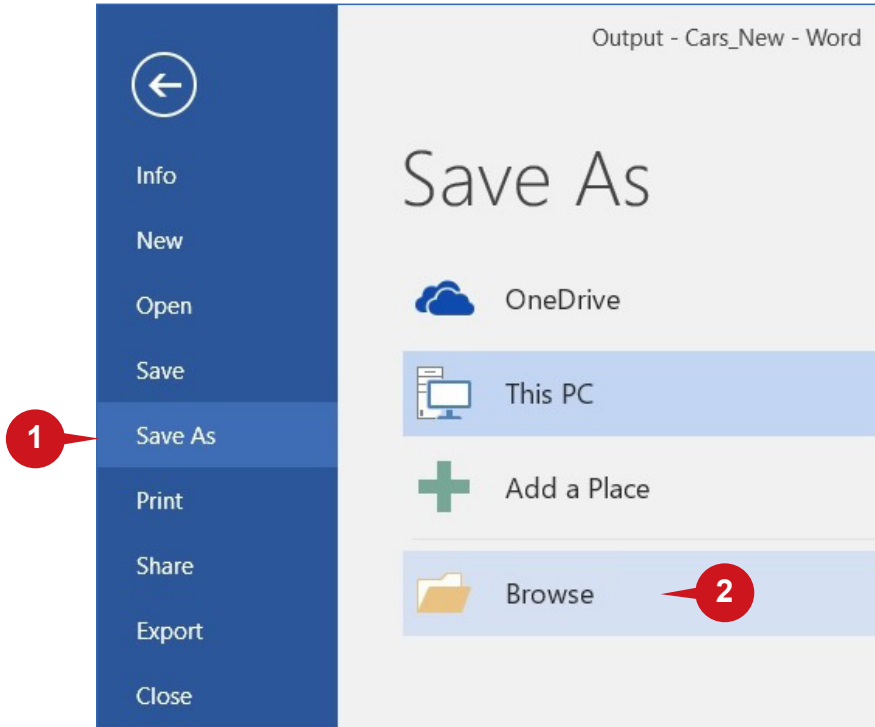 Output - Cars_New - Word
Info
New
Open
Save
1
Save As
Print
Share
Export
Close
Save As
OneDrive
This PC
Add a Place
Browse
2